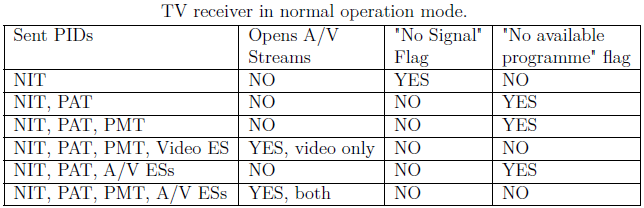 TV receiver in normal operation mode.
Sent PIDs Opens A/V "No Signal" "No available
Streams Flag programme" flag
NIT NO YES NO
NIT, PAT NO NO YES
NIT, PAT, PMT NO NO YES
NIT, PAT, PMT, Video ES YES, video only NO NO
NIT, PAT, A/V ESs NO NO YES
NIT, PAT, PMT, A/V ESs YES, both NO NO